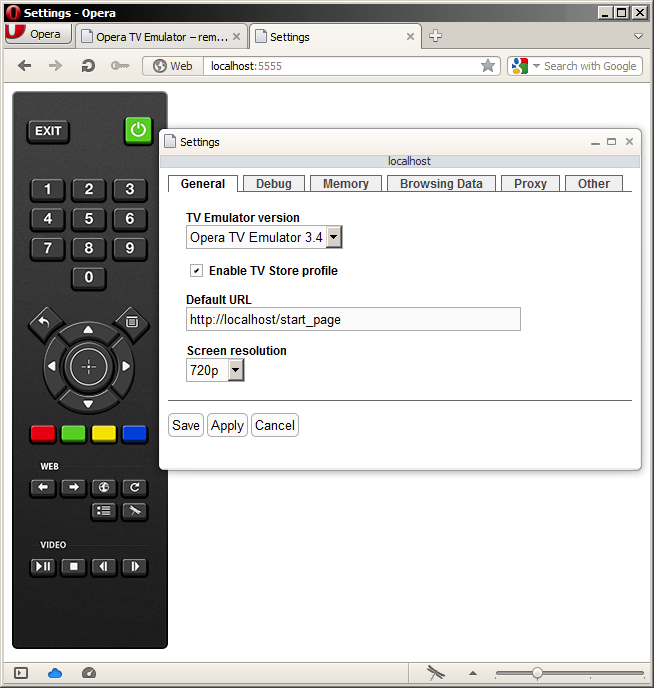 Settings - Opera
Opera
Opera TV Emulator – rem...
Settings
Web
localhost:5555
Search with Google
EXIT
1 2 3
4 5 6
7 8 9
0
WEB
VIDEO
Settings
localhost
General Debug Memory Browsing Data Proxy Other
TV Emulator version
Opera TV Emulator 3.4
Enable TV Store profile
Default URL
http://localhost/start_page
Screen resolution
720p
Save Apply Cancel